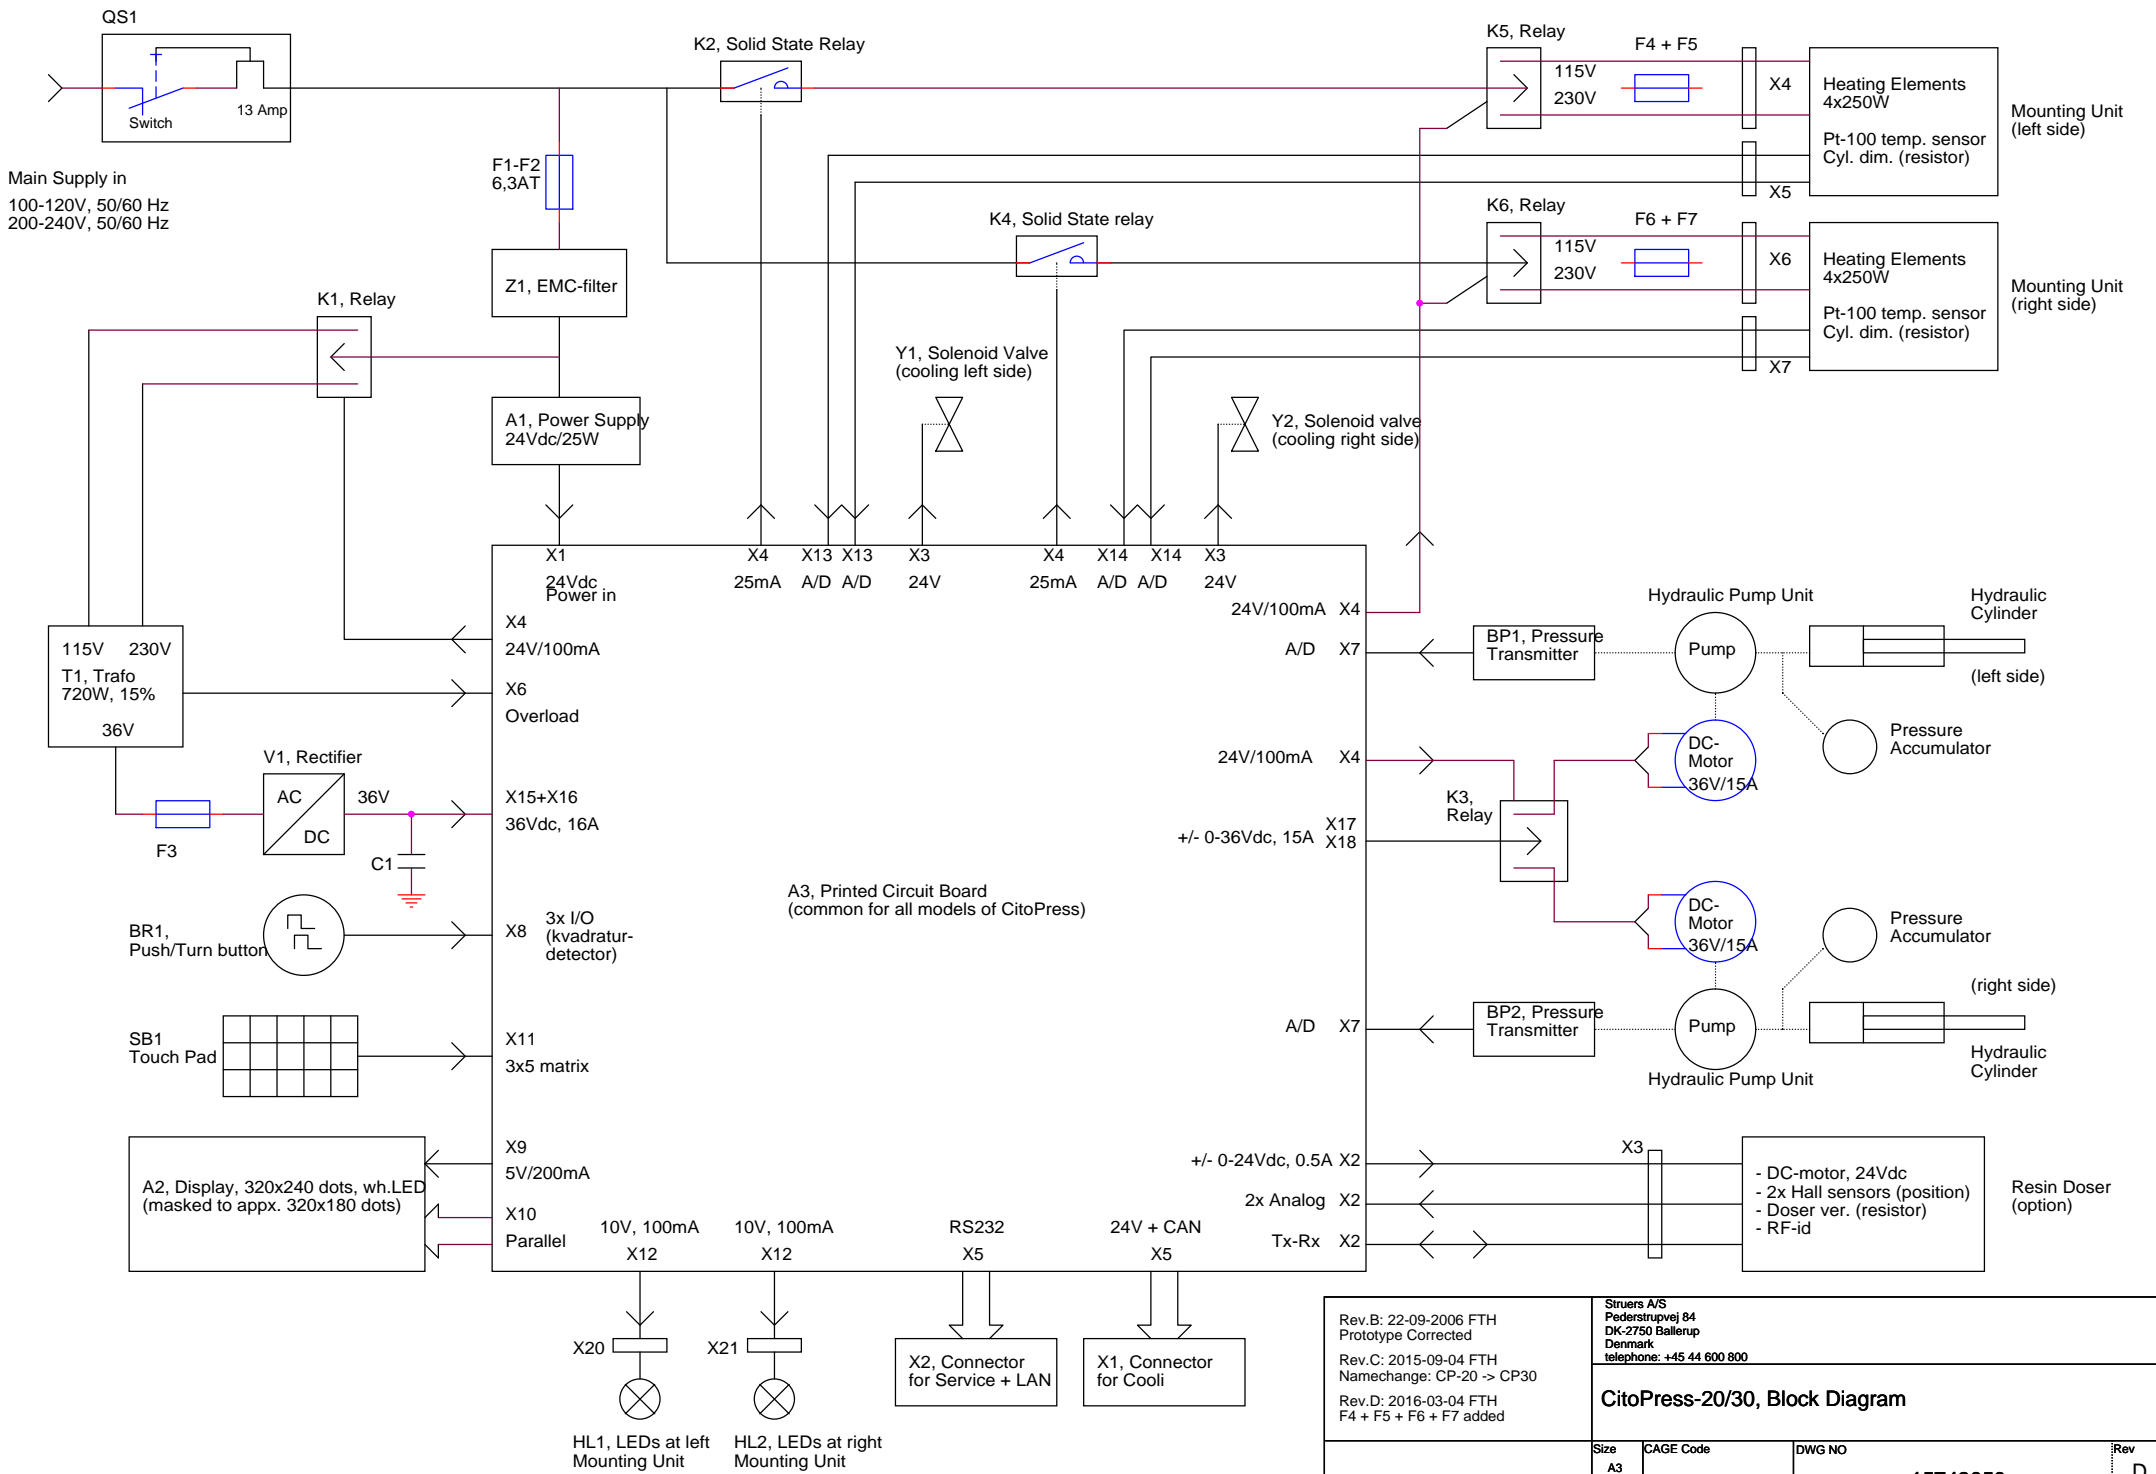 QS1
Switch
13 Amp
Main Supply in
100-120V, 50/60 Hz
200-240V, 50/60 Hz
K2, Solid State Relay
K5, Relay
115V
230V
F4 + F5
X4
Heating Elements
4x250W
Pt-100 temp. sensor
Cyl. dim. (resistor)
X5
Mounting Unit
(left side)
F1-F2
6,3AT
K4, Solid State relay
K6, Relay
115V
230V
F6 + F7
X6
Heating Elements
4x250W
Pt-100 temp. sensor
Cyl. dim. (resistor)
X7
Mounting Unit
(right side)
Z1, EMC-filter
K1, Relay
Y1, Solenoid Valve
(cooling left side)
A1, Power Supply
24Vdc/25W
Y2, Solenoid valve
(cooling right side)
X1
24Vdc
Power in
X4
25mA
X13
A/D
X13
A/D
X3
24V
X4
25mA
X14
A/D
X14
A/D
X3
24V
X4
24V/100mA
24V/100mA X4
A/D X7
BP1, Pressure
Transmitter
Hydraulic Pump Unit
Pump
Hydraulic
Cylinder
(left side)
115V 230V
T1, Trafo
720W, 15%
36V
X6
Overload
DC-
Motor
36V/15A
Pressure
Accumulator
V1, Rectifier
AC
DC
36V
F3
C1
X15+X16
36Vdc, 16A
24V/100mA X4
K3,
Relay
+/- 0-36Vdc, 15A
X17
X18
A3, Printed Circuit Board
(common for all models of CitoPress)
DC-
Motor
36V/15A
Pressure
Accumulator
BR1,
Push/Turn button
X8
3x I/O
(kvadratur-
detector)
(right side)
A/D X7
BP2, Pressure
Transmitter
Pump
Hydraulic Pump Unit
Hydraulic
Cylinder
SB1
Touch Pad
X11
3x5 matrix
A2, Display, 320x240 dots, wh.LED
(masked to appx. 320x180 dots)
X9
5V/200mA
X10
Parallel
+/- 0-24Vdc, 0.5A X2
2x Analog X2
Tx-Rx X2
X3
- DC-motor, 24Vdc
- 2x Hall sensors (position)
- Doser ver. (resistor)
- RF-id
Resin Doser
(option)
10V, 100mA
X12
10V, 100mA
X12
RS232
X5
24V + CAN
X5
X20
X21
X2, Connector
for Service + LAN
X1, Connector
for Cooli
HL1, LEDs at left
Mounting Unit
HL2, LEDs at right
Mounting Unit
Rev.B: 22-09-2006 FTH
Prototype Corrected
Rev.C: 2015-09-04 FTH
Namechange: CP-20 -> CP30
Rev.D: 2016-03-04 FTH
F4 + F5 + F6 + F7 added
Struers A/S
Pederstrupvej 84
DK-2750 Ballerup
Denmark
telephone: +45 44 600 800
CitoPress-20/30, Block Diagram
Size
A3
CAGE Code
DWG NO
Rev
D